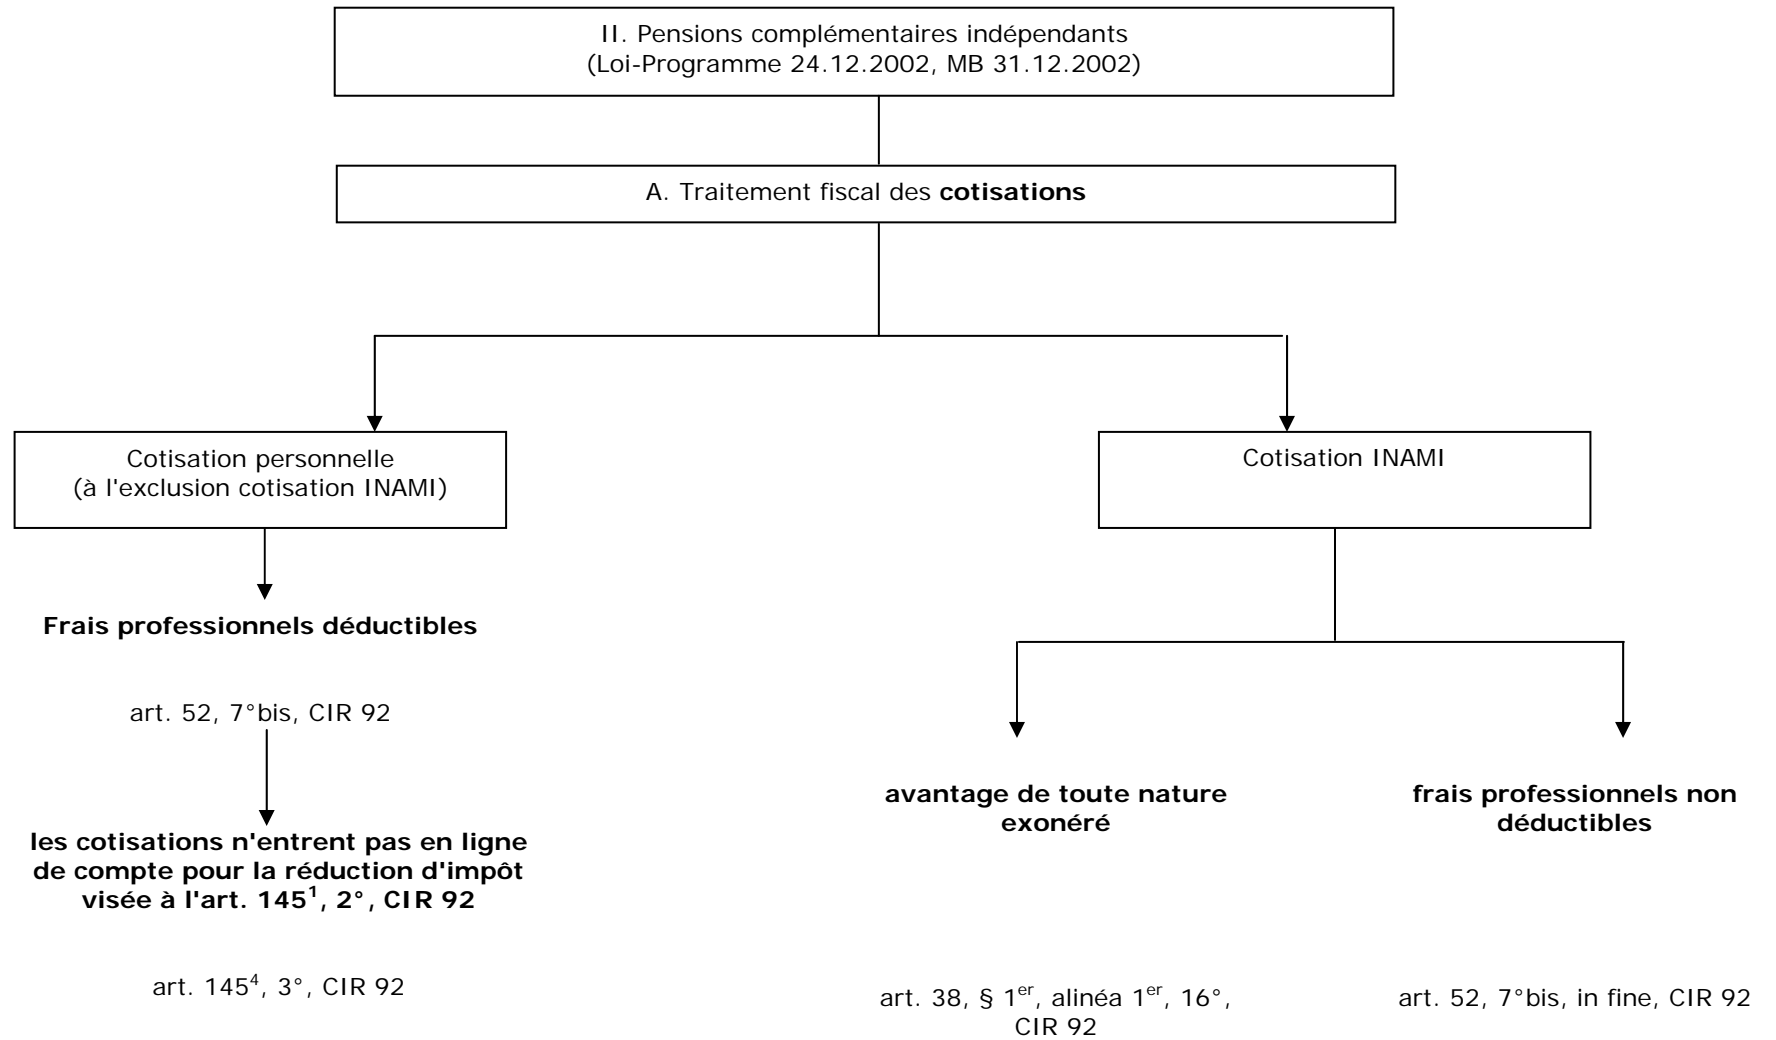 II. Pensions complémentaires indépendants
(Loi-Programme 24.12.2002, MB 31.12.2002)
A. Traitement fiscal des cotisations
Cotisation personnelle
(à l'exclusion cotisation INAMI)
Cotisation INAMI
Frais professionnels déductibles
art. 52, 7°bis, CIR 92
les cotisations n'entrent pas en ligne
de compte pour la réduction d'impôt
visée à l'art. 145¹, 2°, CIR 92
art. 145⁴, 3°, CIR 92
avantage de toute nature
exonéré
art. 38, § 1er, alinéa 1er, 16°,
CIR 92
frais professionnels non
déductibles
art. 52, 7°bis, in fine, CIR 92